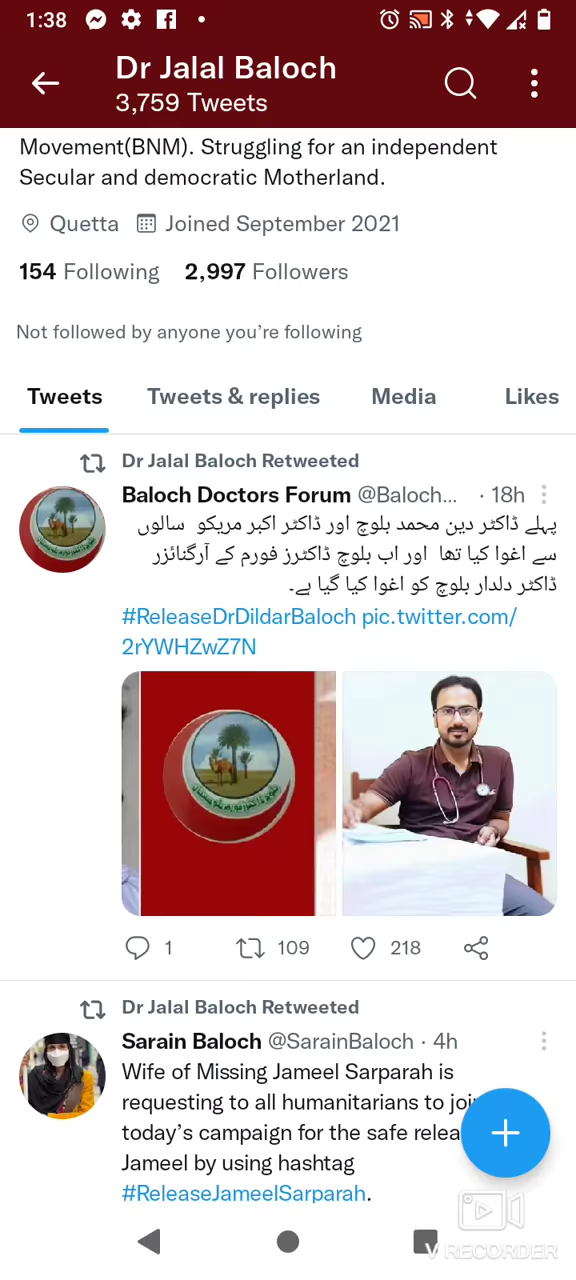 1:38
Dr Jalal Baloch
3,759 Tweets
Movement(BNM). Struggling for an independent
Secular and democratic Motherland.
Quetta Joined September 2021
154 Following 2,997 Followers
Not followed by anyone you're following
Tweets Tweets & replies Media Likes
Dr Jalal Baloch Retweeted
Baloch Doctors Forum @Baloch... · 18h
پہلے ڈاکٹر دین محمد بلوچ اور ڈاکٹر اکبر مریکو سالوں
سے اغوا کیا تھا اور اب بلوچ ڈاکٹرز فورم کے آرگنائزر
ڈاکٹر دلدار بلوچ کو اغوا کیا گیا ہے۔
#ReleaseDrDildarBaloch pic.twitter.com/
2rYWHZwZ7N
1 109 218
Dr Jalal Baloch Retweeted
Sarain Baloch @SarainBaloch · 4h
Wife of Missing Jameel Sarparah is
requesting to all humanitarians to joi
today's campaign for the safe relea
Jameel by using hashtag
#ReleaseJameelSarparah.
V RECORDER